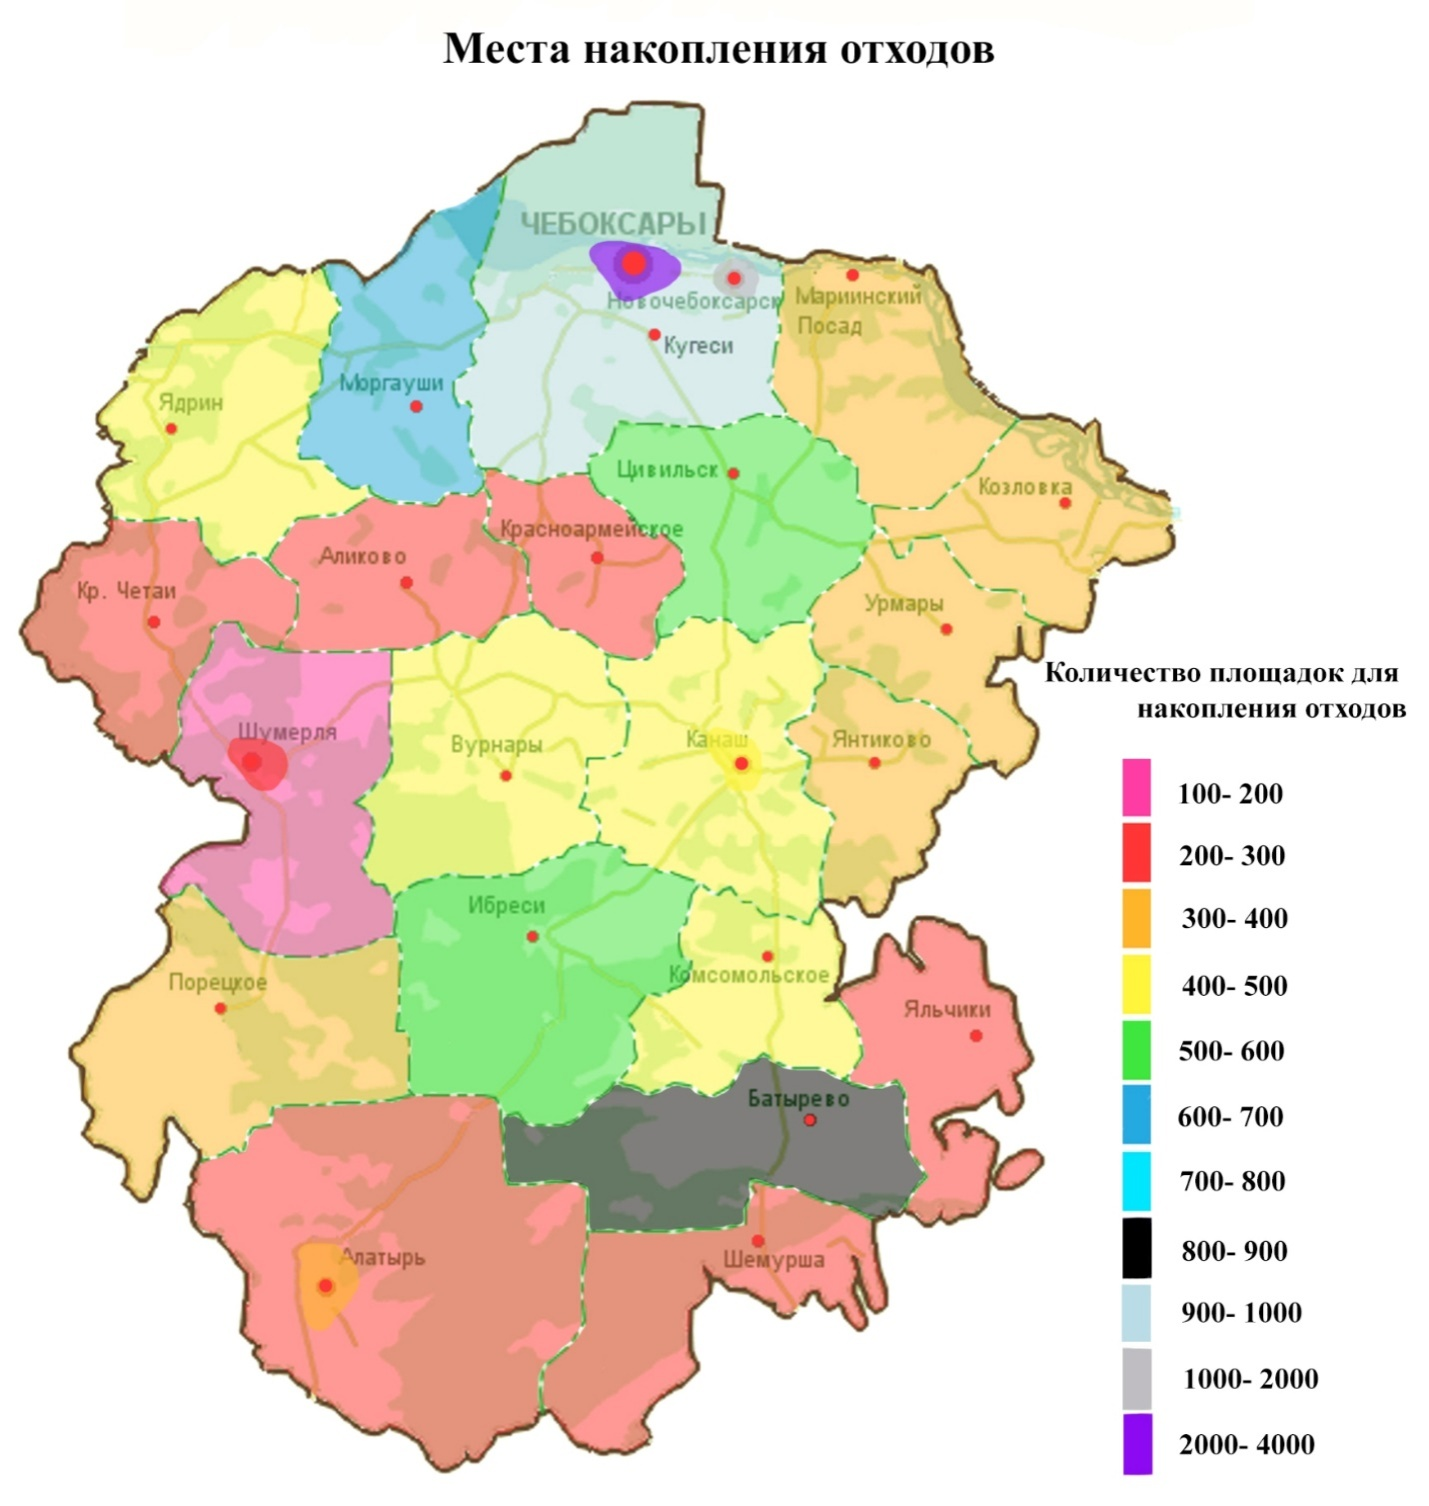 Места накопления отходов
ЧЕБОКСАРЫ
Новочебоксарск
Мариинский
Посад
Кугеси
Моргауши
Ядрин
Цивильск
Козловка
Красноармейское
Аликово
Кр. Четаи
Урмары
Шумерля
Вурнары
Канаш
Янтиково
Ибреси
Комсомольское
Порецкое
Яльчики
Батырево
Алатырь
Шемурша
Количество площадок для
накопления отходов
100- 200
200- 300
300- 400
400- 500
500- 600
600- 700
700- 800
800- 900
900- 1000
1000- 2000
2000- 4000